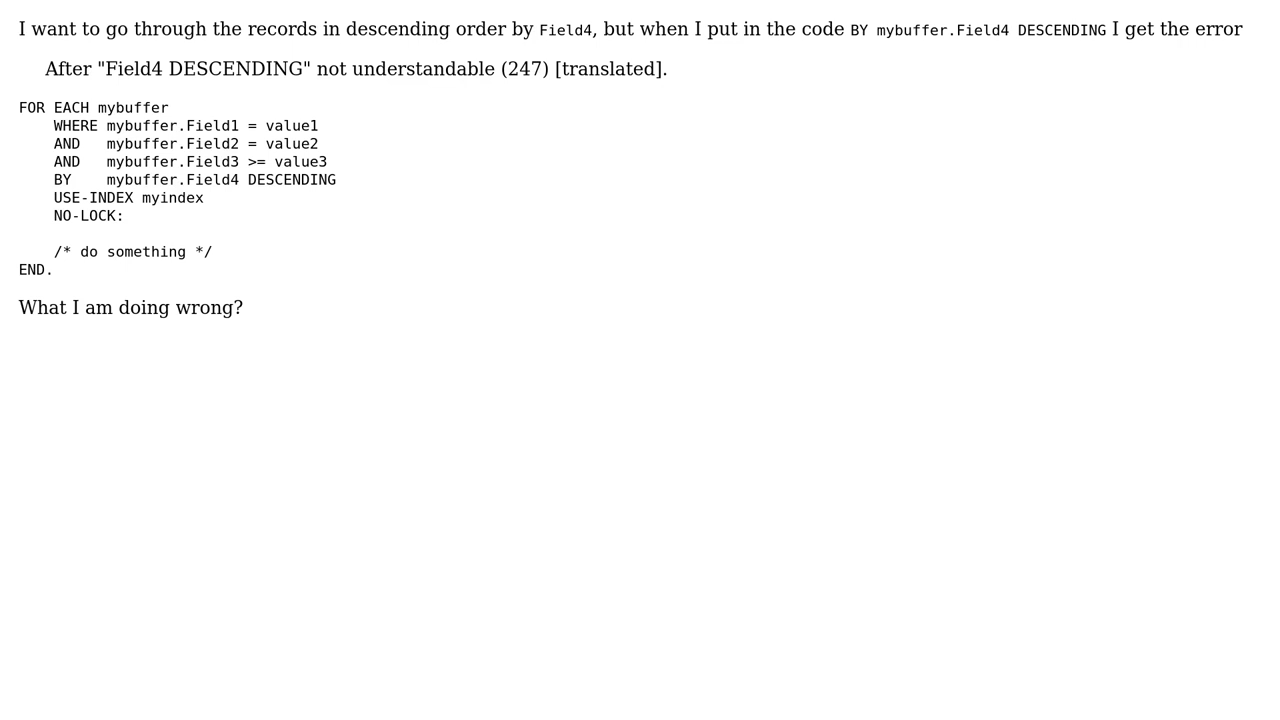 I want to go through the records in descending order by Field4, but when I put in the code BY mybuffer.Field4 DESCENDING I get the error
After "Field4 DESCENDING" not understandable (247) [translated].
FOR EACH mybuffer
    WHERE mybuffer.Field1 = value1
    AND   mybuffer.Field2 = value2
    AND   mybuffer.Field3 >= value3
    BY    mybuffer.Field4 DESCENDING
    USE-INDEX myindex
    NO-LOCK:
    /* do something */
END.
What I am doing wrong?